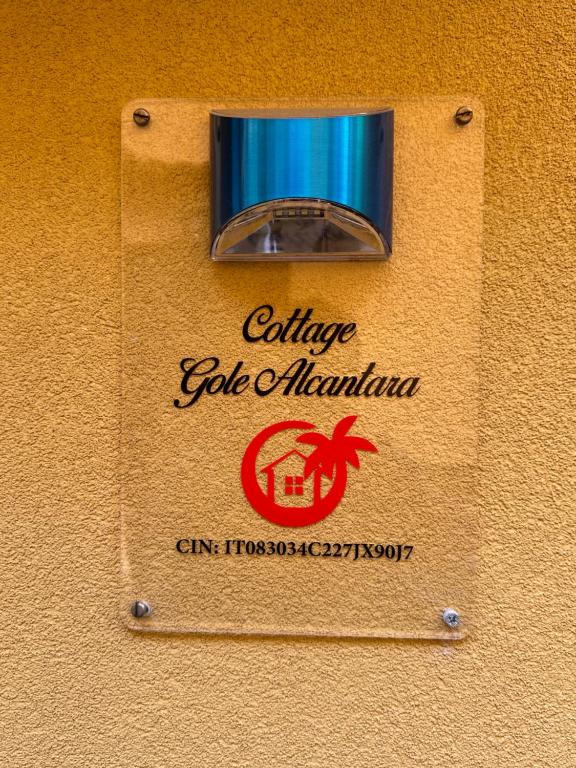 Cottage
Gole Alcantara
CIN: IT083034C227JX90J7